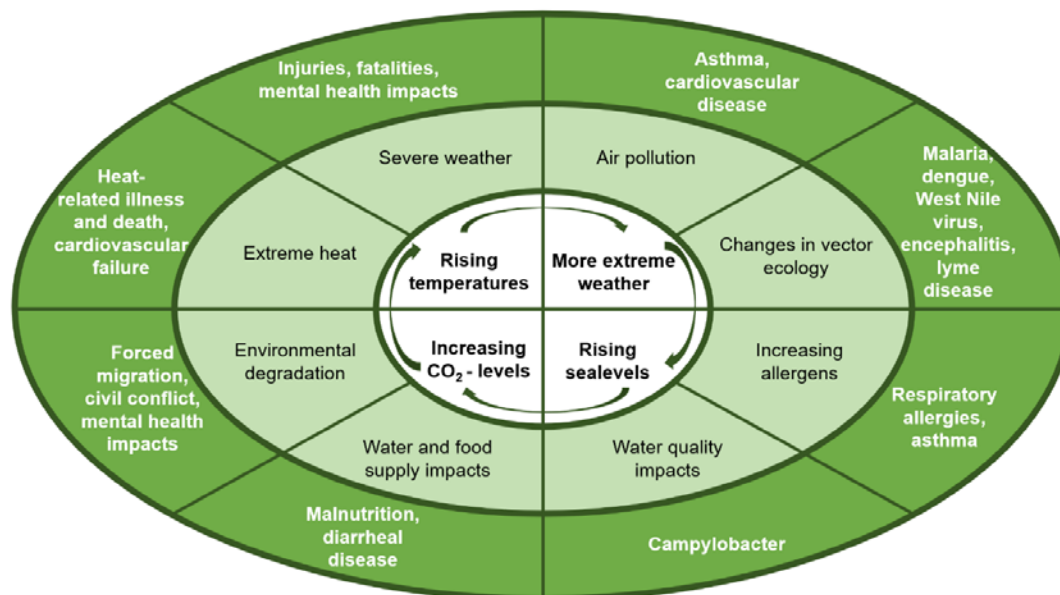 Injuries, fatalities,
mental health impacts
Asthma,
cardiovascular
disease
Severe weather
Air pollution
Heat-
related illness
and death,
cardiovascular
failure
Malaria,
dengue,
West Nile
virus,
encephalitis,
lyme
disease
Extreme heat
Changes in vector
ecology
Rising
temperatures
More extreme
weather
Increasing
CO₂ - levels
Rising
sealevels
Environmental
degradation
Increasing
allergens
Forced
migration,
civil conflict,
mental health
impacts
Respiratory
allergies,
asthma
Water and food
supply impacts
Water quality
impacts
Malnutrition,
diarrheal
disease
Campylobacter